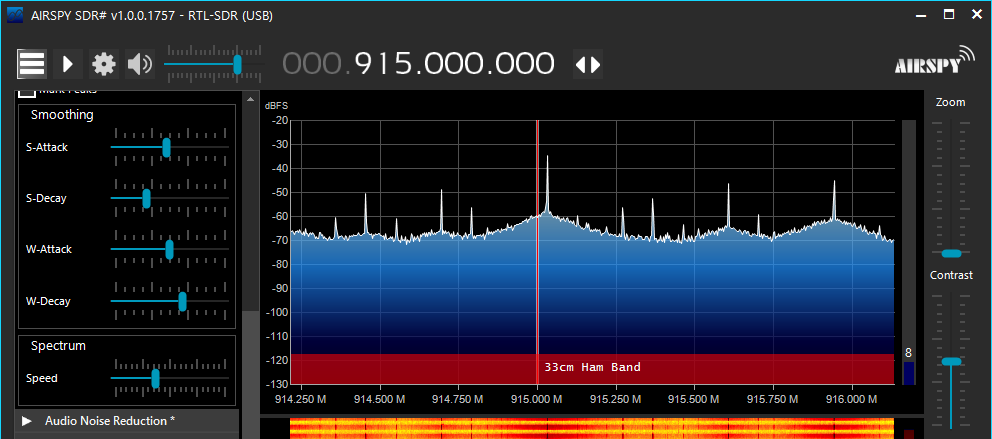 AIRSPY SDR# v1.0.0.1757 - RTL-SDR (USB)
000.915.000.000
AIRSPY
Mark Peaks
Smoothing
S-Attack
S-Decay
W-Attack
W-Decay
Spectrum
Speed
Audio Noise Reduction *
dBFS
-20
-30
-40
-50
-60
-70
-80
-90
-100
-110
-120
-130
33cm Ham Band
914.250 M 914.500 M 914.750 M 915.000 M 915.250 M 915.500 M 915.750 M 916.000 M
8
Zoom
Contrast